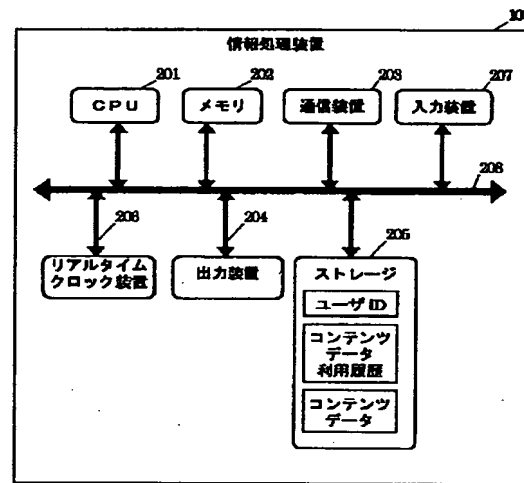 10
情報処理装置
201
202
203
207
CPU
メモリ
通信装置
入力装置
208
206
204
205
リアルタイム
クロック装置
出力装置
ストレージ
ユーザID
コンテンツ
データ
利用履歴
コンテンツ
データ